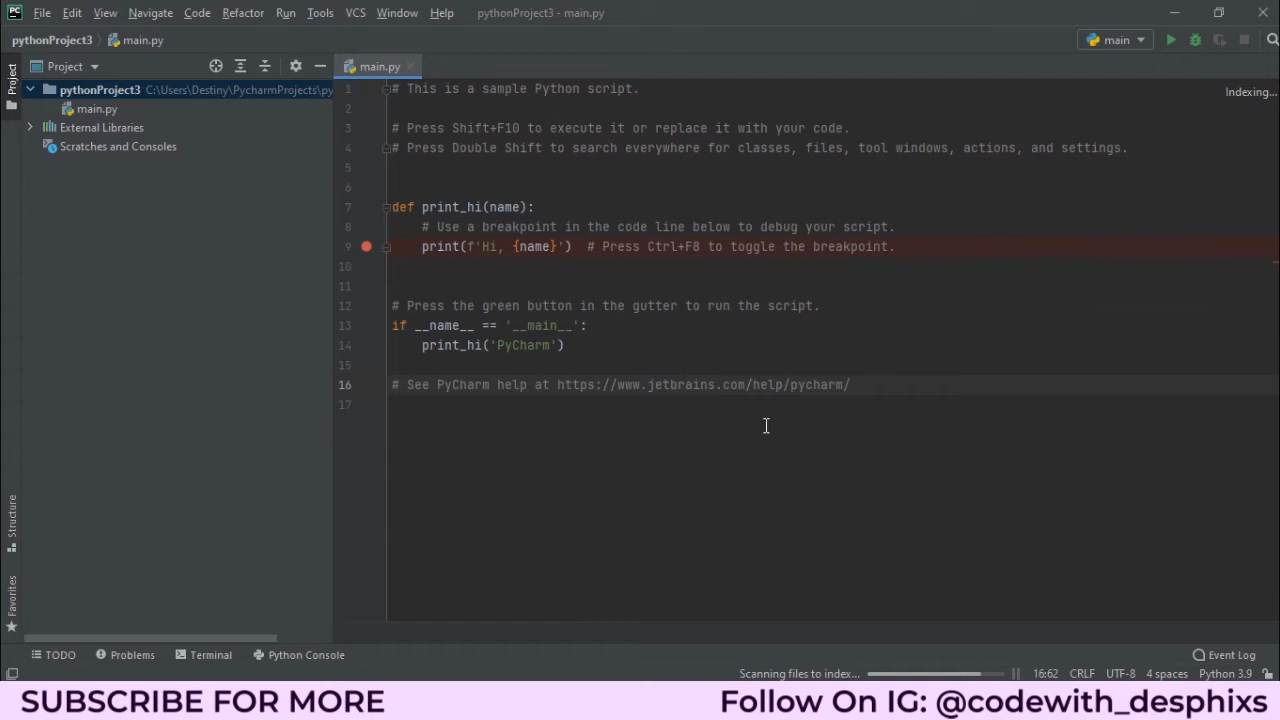 PC File Edit View Navigate Code Refactor Run Tools VCS Window Help pythonProject3 - main.py
pythonProject3 main.py main
Project Project main.py
pythonProject3 C:\Users\Destiny\PycharmProjects\py
main.py
External Libraries
Scratches and Consoles
Indexing...
1 # This is a sample Python script.
2
3 # Press Shift+F10 to execute it or replace it with your code.
4 # Press Double Shift to search everywhere for classes, files, tool windows, actions, and settings.
5
6
7 def print_hi(name):
8 # Use a breakpoint in the code line below to debug your script.
9 print(f'Hi, {name}') # Press Ctrl+F8 to toggle the breakpoint.
10
11
12 # Press the green button in the gutter to run the script.
13 if __name__ == '__main__':
14 print_hi('PyCharm')
15
16 # See PyCharm help at https://www.jetbrains.com/help/pycharm/
17
Structure
Favorites
TODO Problems Terminal Python Console Event Log
Scanning files to index... 16:62 CRLF UTF-8 4 spaces Python 3.9
SUBSCRIBE FOR MORE Follow On IG: @codewith_desphixs